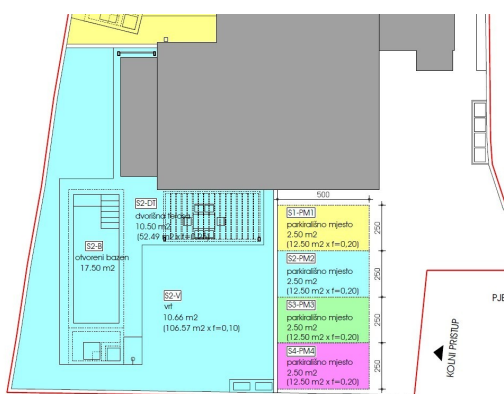 500
S1-PM1
parkirališno mjesto
2.50 m2
(12.50 m2 x f=0,20)
250
S2-DT
dvorišna terasa
10.50 m2
S2-B
otvoreni bazen
17.50 m2
S2-PM2
parkirališno mjesto
2.50 m2
(12.50 m2 x f=0,20)
250
S2-V
vrt
10.66 m2
(106.57 m2 x f=0,10)
S3-PM3
parkirališno mjesto
2.50 m2
(12.50 m2 x f=0,20)
250
S4-PM4
parkirališno mjesto
2.50 m2
(12.50 m2 x f=0,20)
250
KOLNI PRISTUP
PJE